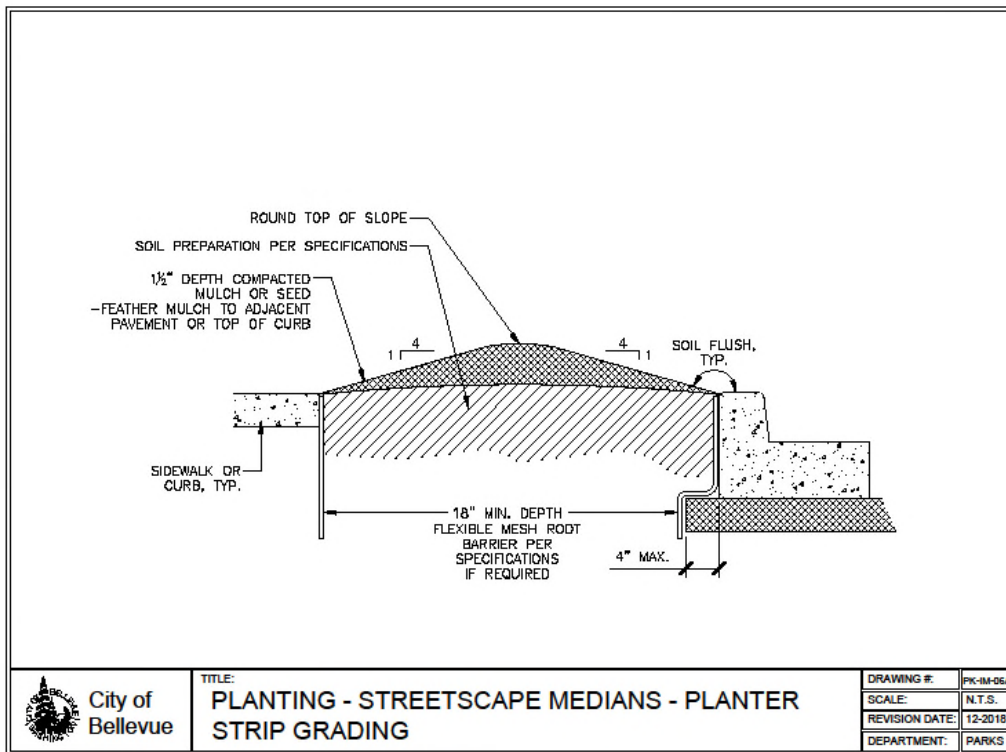 ROUND TOP OF SLOPE
SOIL PREPARATION PER SPECIFICATIONS
1½" DEPTH COMPACTED
MULCH OR SEED
-FEATHER MULCH TO ADJACENT
PAVEMENT OR TOP OF CURB
1
4
4
1
SOIL FLUSH,
TYP.
SIDEWALK OR
CURB, TYP.
18" MIN. DEPTH
FLEXIBLE MESH ROOT
BARRIER PER
SPECIFICATIONS
IF REQUIRED
4" MAX.
City of
Bellevue
TITLE:
PLANTING - STREETSCAPE MEDIANS - PLANTER
STRIP GRADING
DRAWING #:
SCALE: N.T.S.
REVISION DATE: 12-2018
DEPARTMENT: PARKS